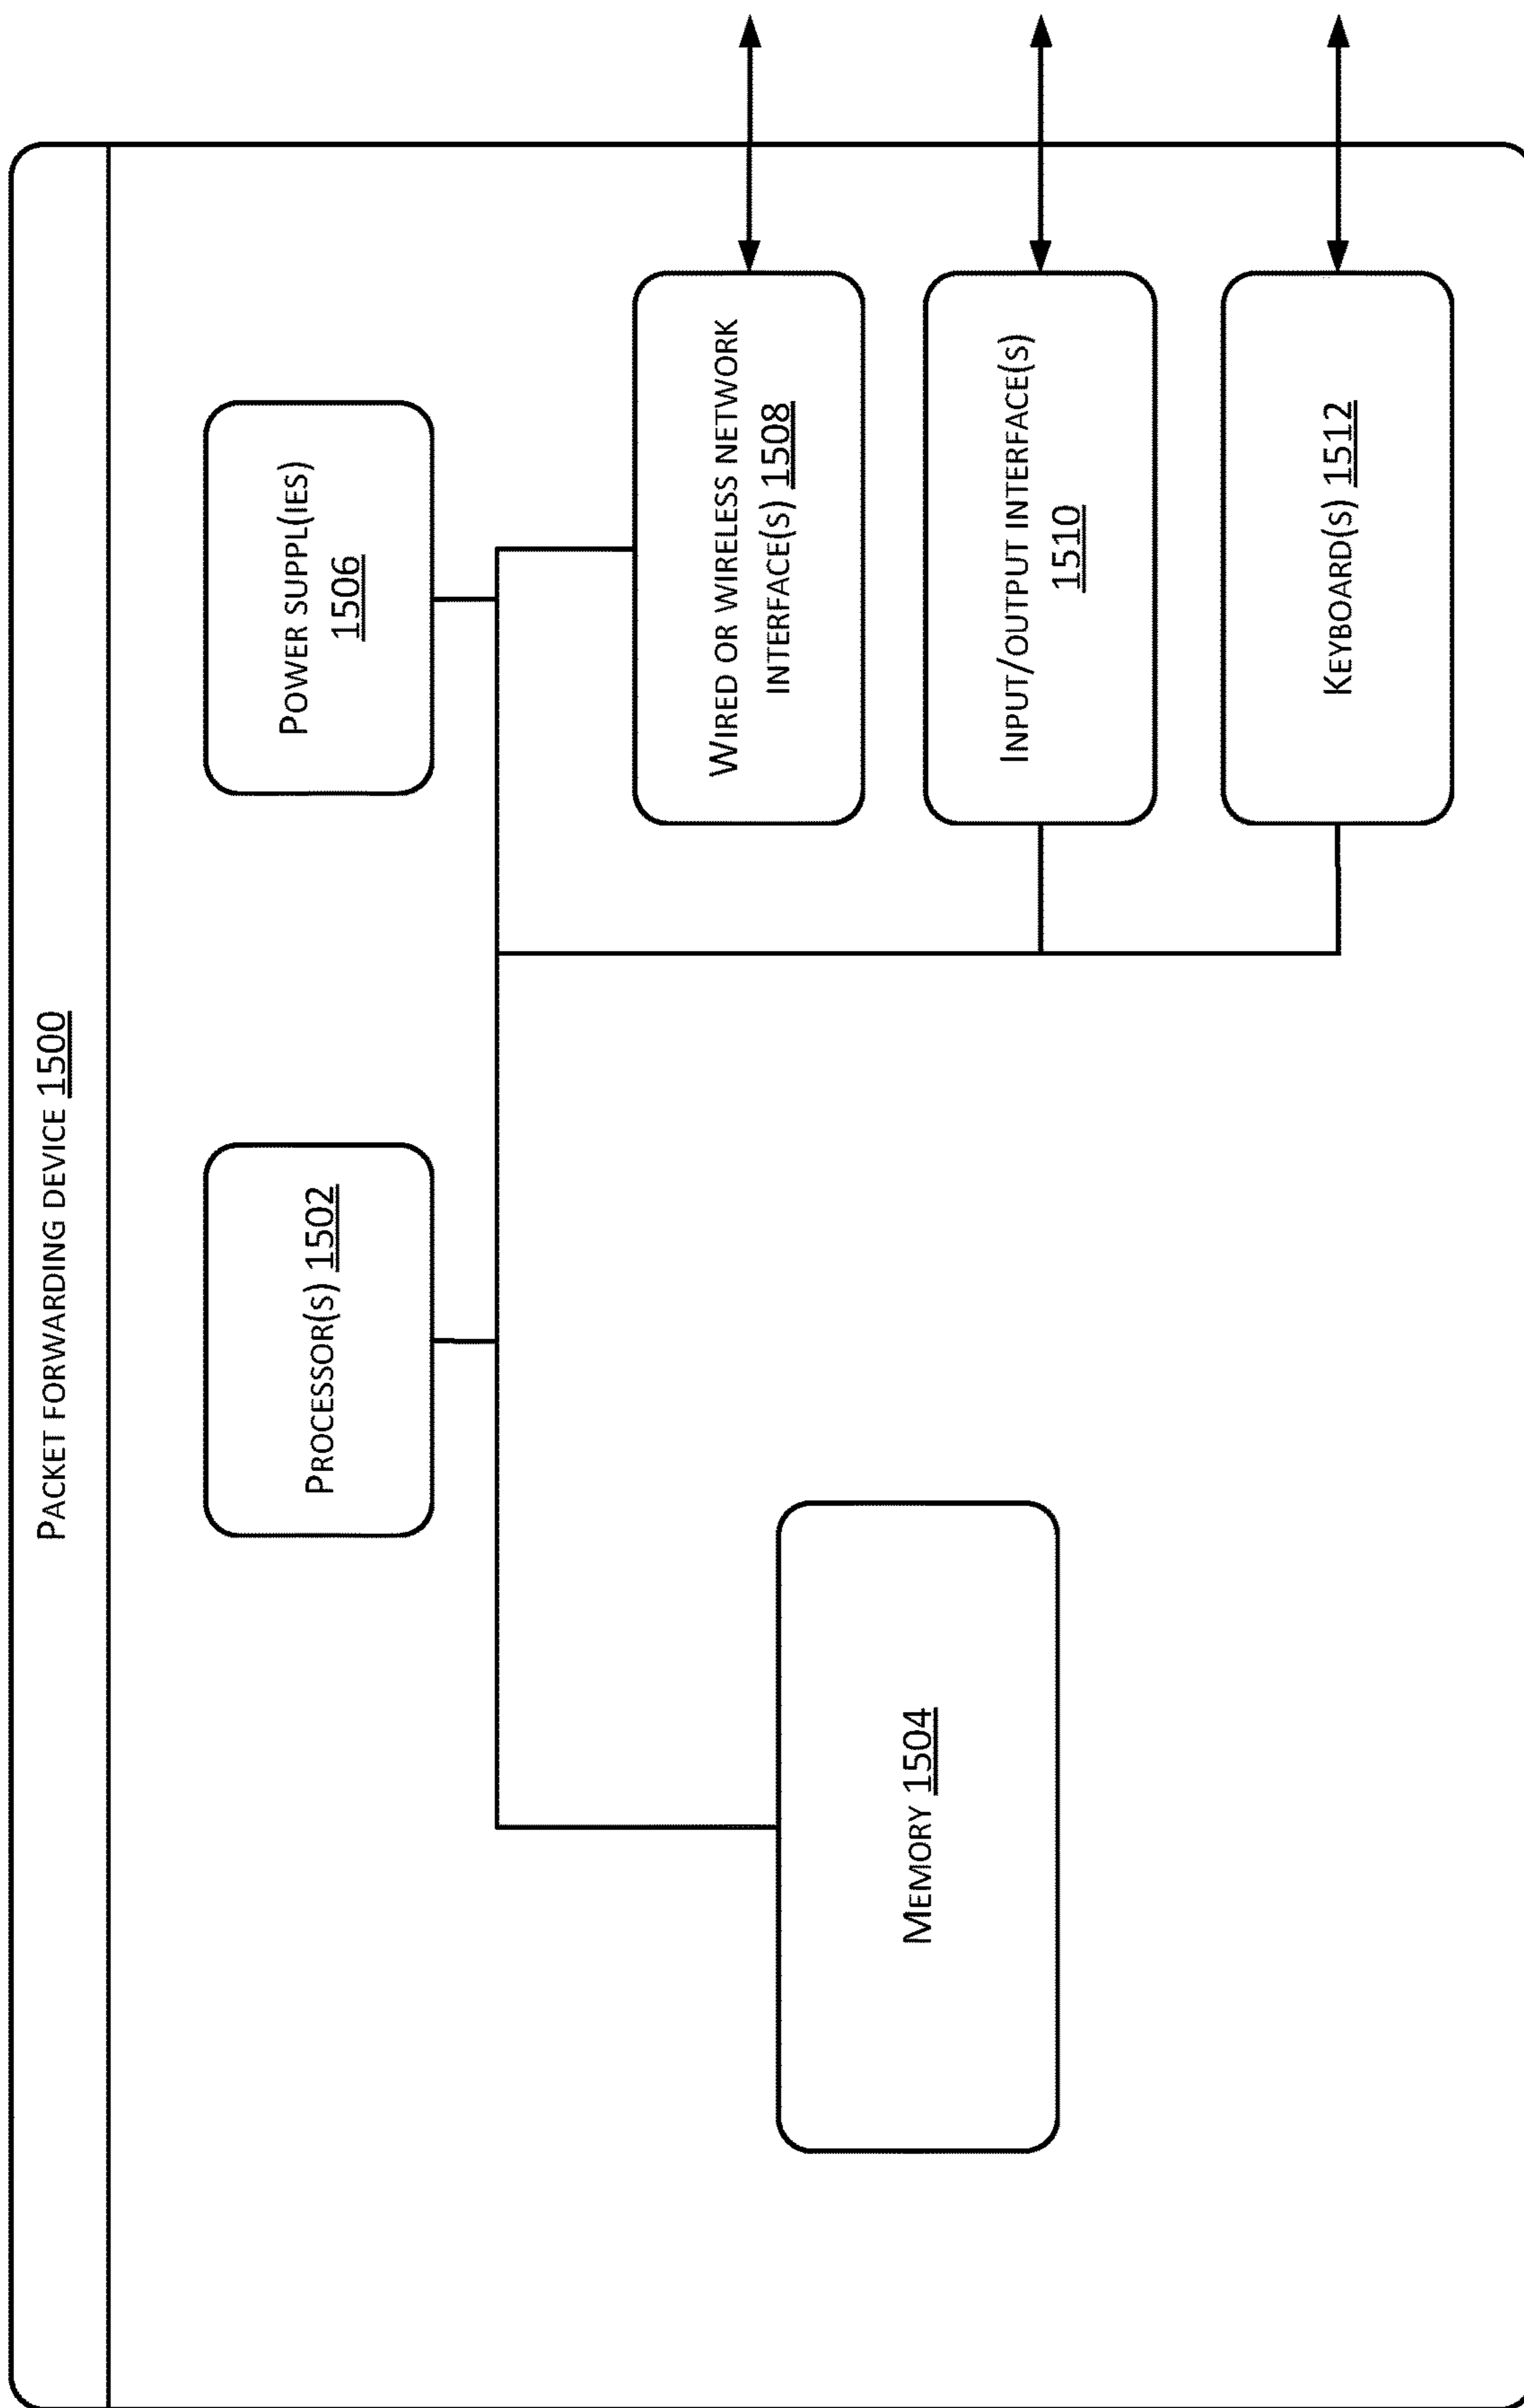 PACKET FORWARDING DEVICE 1500
PROCESSOR(S) 1502
POWER SUPPL(IES)
1506
MEMORY 1504
WIRED OR WIRELESS NETWORK
INTERFACE(S) 1508
INPUT/OUTPUT INTERFACE(S)
1510
KEYBOARD(S) 1512